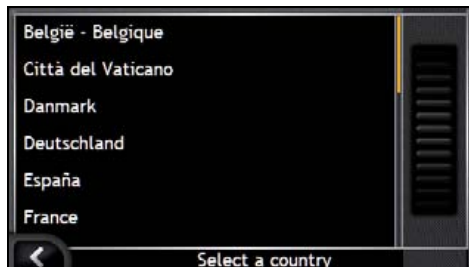 België - Belgique
Città del Vaticano
Danmark
Deutschland
España
France
Select a country